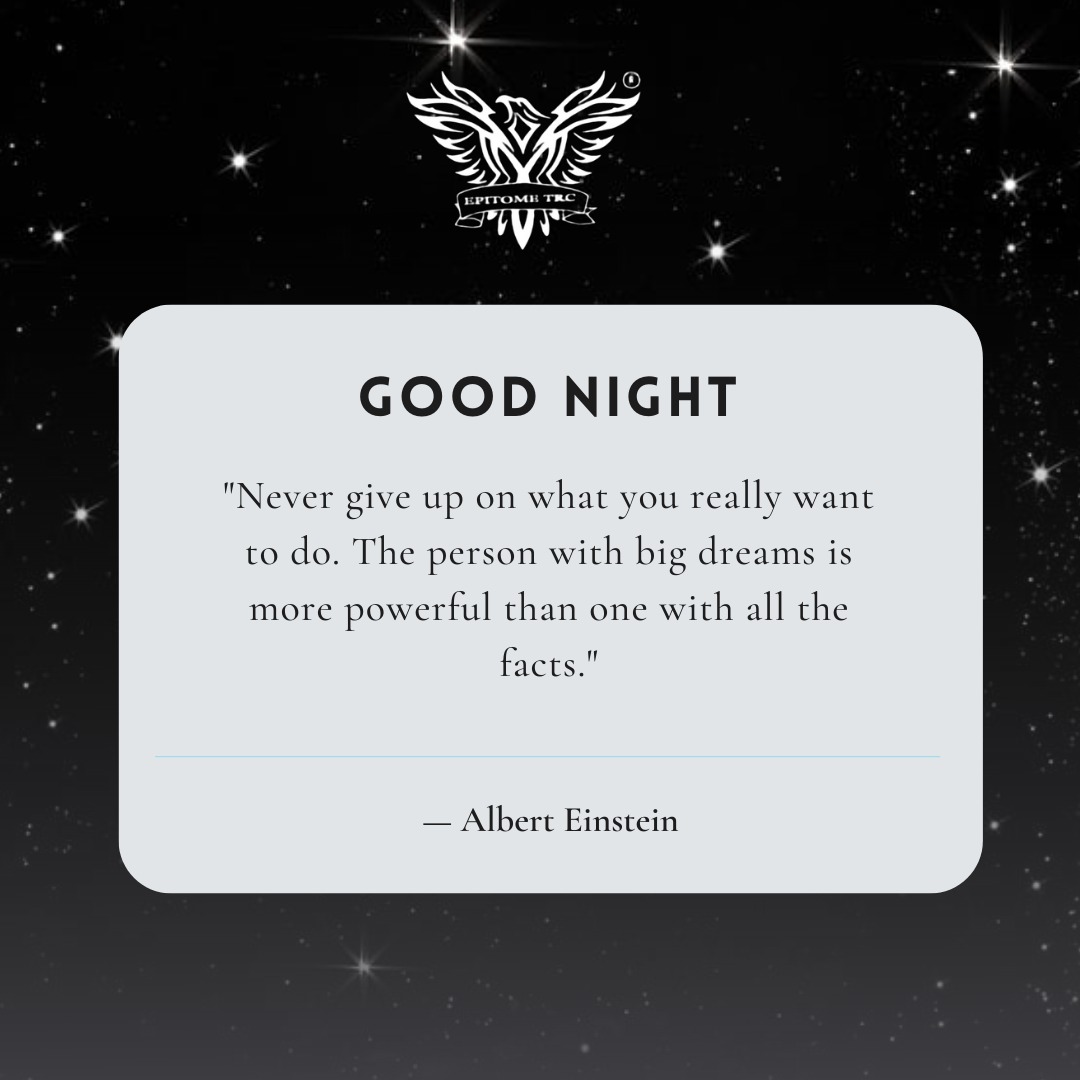 ®
EPITOME TRC
GOOD NIGHT
"Never give up on what you really want
to do. The person with big dreams is
more powerful than one with all the
facts."
— Albert Einstein